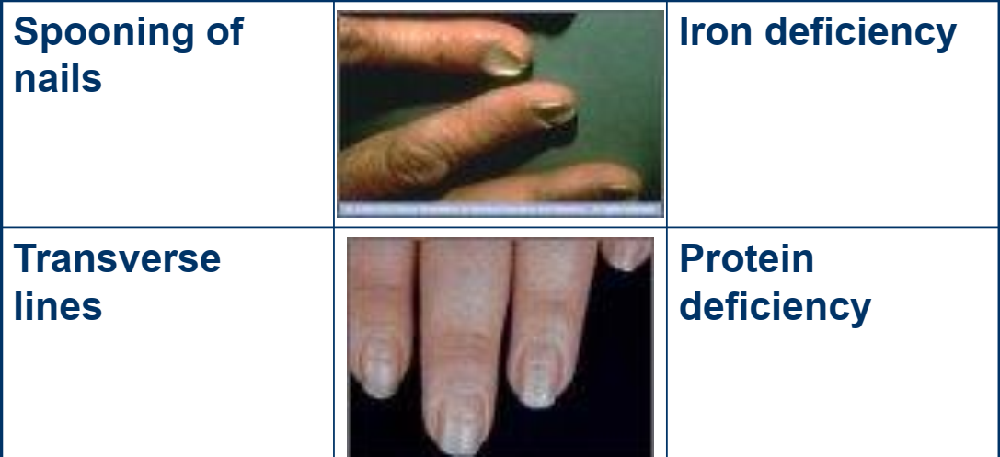 Spooning of
nails
Iron deficiency
Transverse
lines
Protein
deficiency